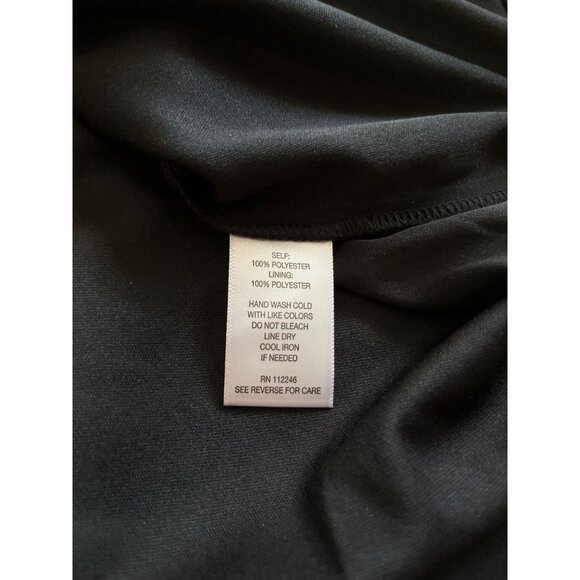 SELF:
100% POLYESTER
LINING:
100% POLYESTER
HAND WASH COLD
WITH LIKE COLORS
DO NOT BLEACH
LINE DRY
COOL IRON
IF NEEDED
RN 112246
SEE REVERSE FOR CARE